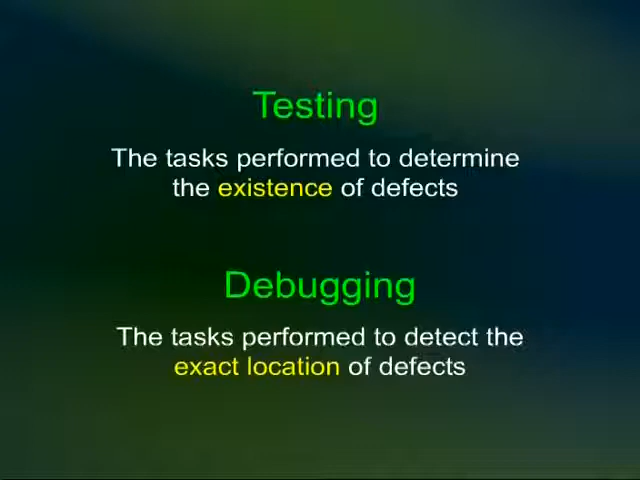 Testing
The tasks performed to determine
the existence of defects
Debugging
The tasks performed to detect the
exact location of defects